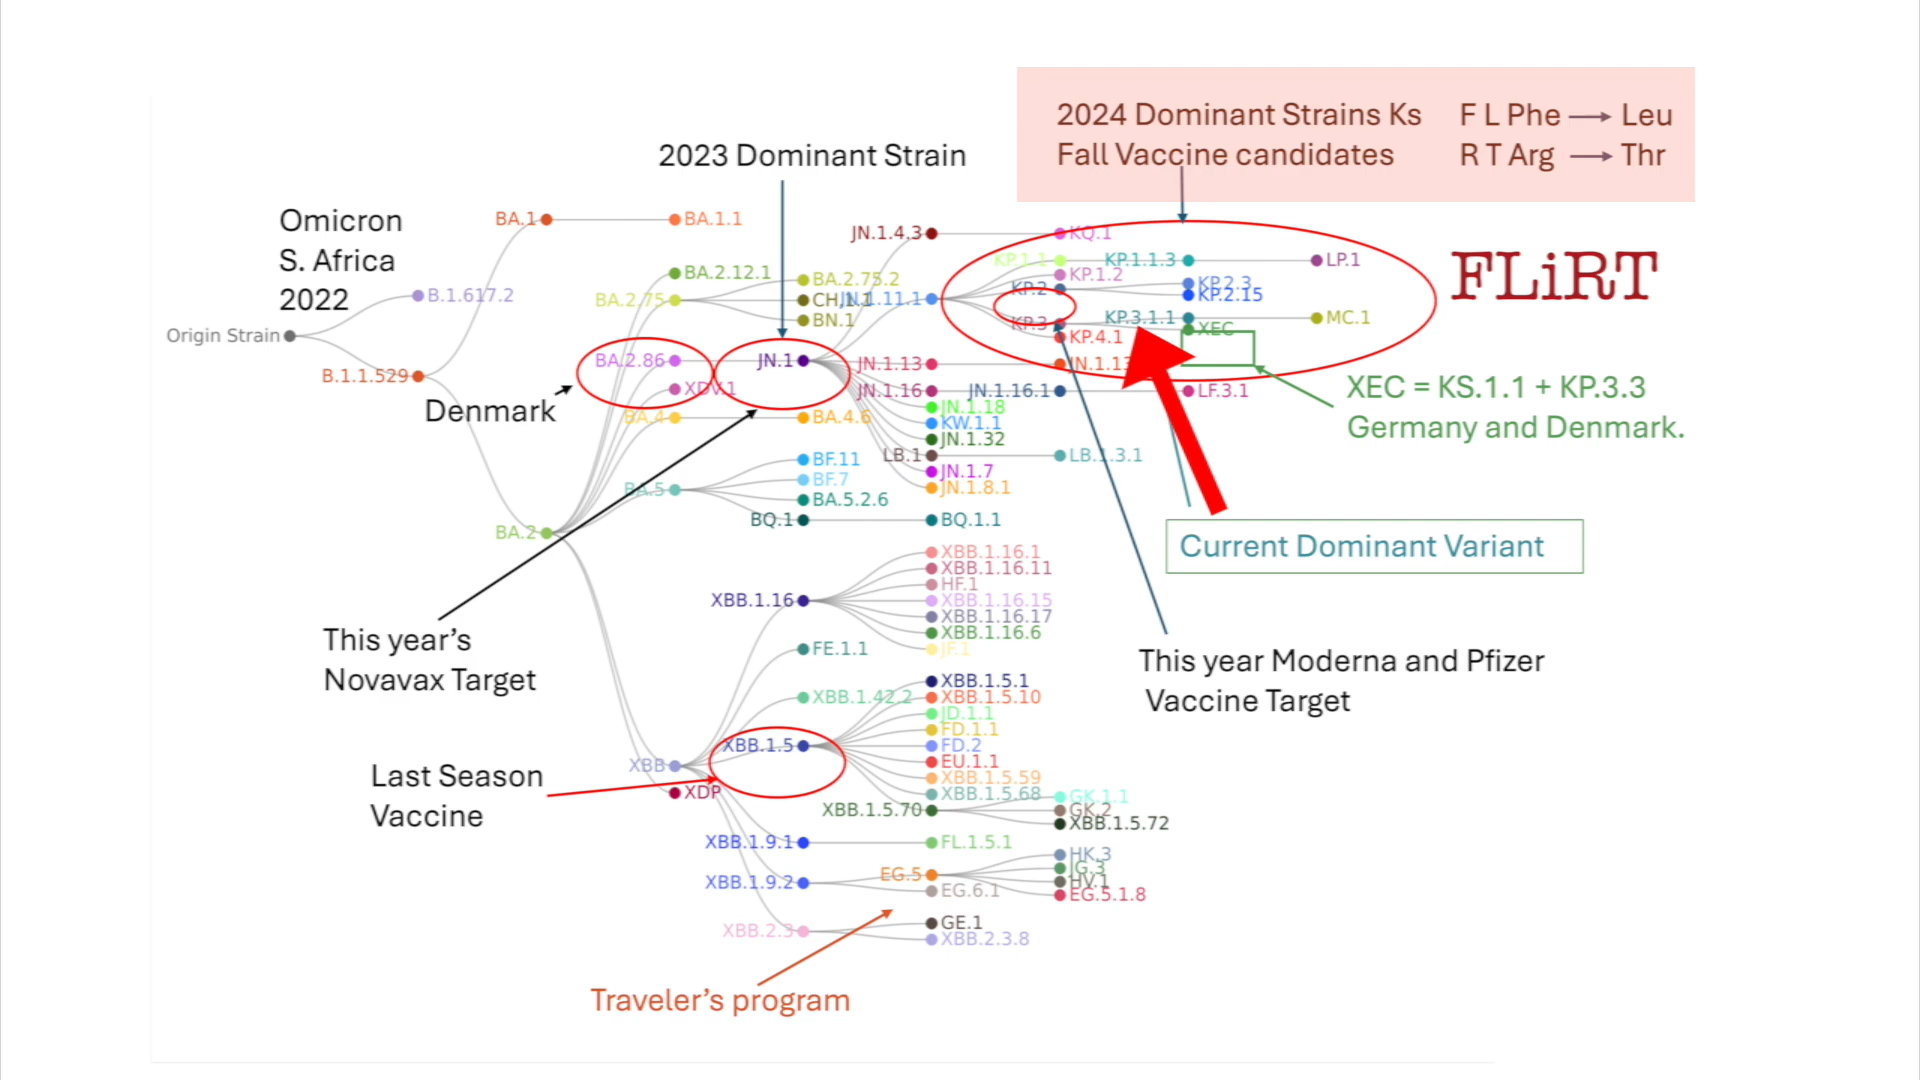 2024 Dominant Strains Ks
Fall Vaccine candidates
F L Phe → Leu
R T Arg → Thr
2023 Dominant Strain
Omicron
S. Africa
2022
FLiRT
Origin Strain
B.1.617.2
B.1.1.529
BA.1
BA.1.1
BA.2
BA.2.12.1
BA.2.75
BA.2.75.2
CH.1.1
BN.1
BA.2.86
JN.1
XDV.1
BA.4
BA.4.6
BA.5
BF.11
BF.7
BA.5.2.6
BQ.1
BQ.1.1
JN.1.4.3
KQ.1
JN.1.11.1
KP.1.1
KP.1.1.3
LP.1
KP.1.2
KP.2
KP.2.3
KP.2.15
KP.3
KP.3.1.1
MC.1
XEC
KP.4.1
JN.1.13
JN.1.13
JN.1.16
JN.1.16.1
LF.3.1
JN.1.18
KW.1.1
JN.1.32
LB.1
LB.1.3.1
JN.1.7
JN.1.8.1
Denmark
XEC = KS.1.1 + KP.3.3
Germany and Denmark.
Current Dominant Variant
This year Moderna and Pfizer
Vaccine Target
This year's
Novavax Target
Last Season
Vaccine
XBB
XDP
XBB.1.16
XBB.1.16.1
XBB.1.16.11
HF.1
XBB.1.16.15
XBB.1.16.17
XBB.1.16.6
JF.1
FE.1.1
XBB.1.42.2
XBB.1.5
XBB.1.5.1
XBB.1.5.10
JD.1.1
FD.1.1
FD.2
EU.1.1
XBB.1.5.59
XBB.1.5.68
XBB.1.5.70
GK.1.1
GK.2
XBB.1.5.72
XBB.1.9.1
FL.1.5.1
XBB.1.9.2
EG.5
HK.3
JG.3
HV.1
EG.5.1.8
EG.6.1
XBB.2.3
GE.1
XBB.2.3.8
Traveler's program